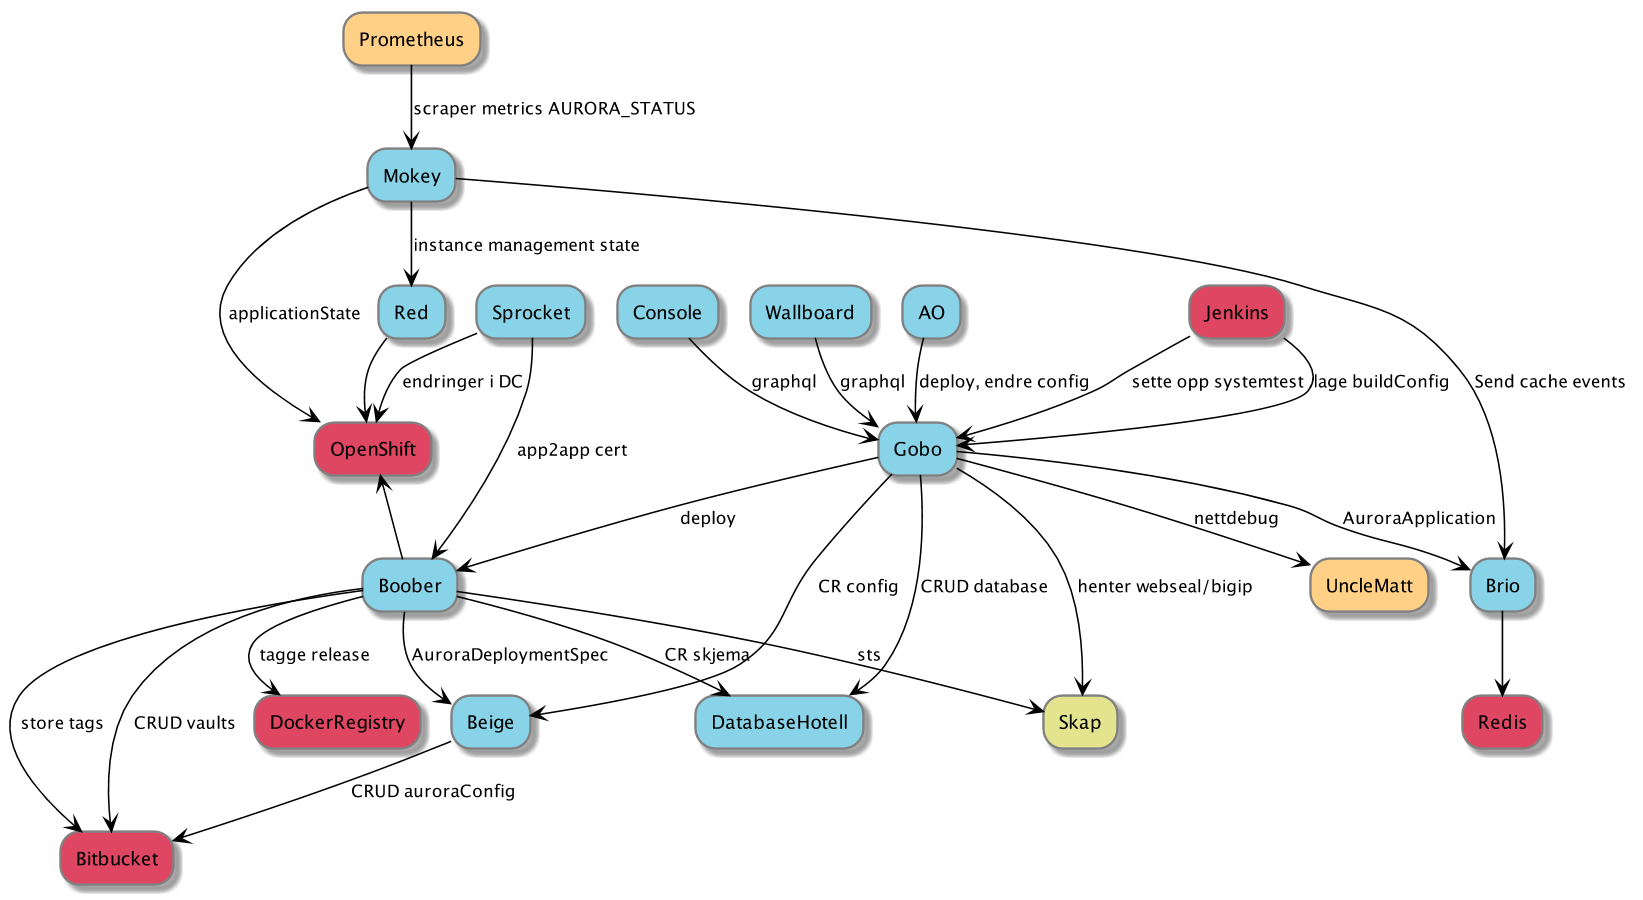 Prometheus
scraper metrics AURORA_STATUS
Mokey
instance management state
applicationState
Red
Sprocket
Console
Wallboard
AO
Jenkins
endringer i DC
graphql
graphql
deploy, endre config
sette opp systemtest
lage buildConfig
Send cache events
OpenShift
app2app cert
Gobo
deploy
nettdebug
AuroraApplication
Boober
CR config
CRUD database
henter webseal/bigip
UncleMatt
Brio
tagge release
AuroraDeploymentSpec
CR skjema
sts
store tags
CRUD vaults
DockerRegistry
Beige
DatabaseHotell
Skap
Redis
CRUD auroraConfig
Bitbucket